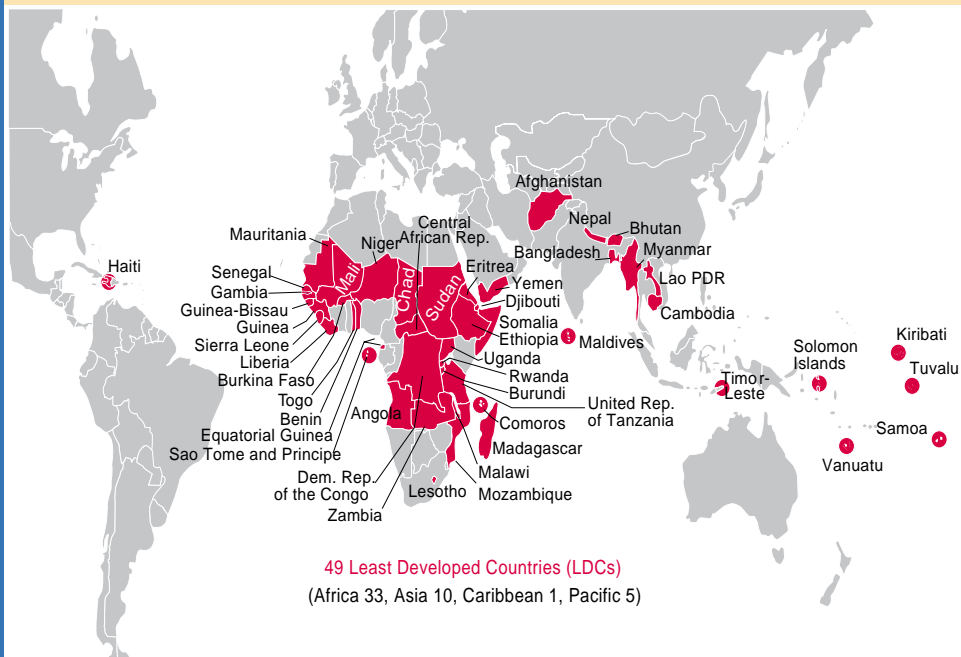 Afghanistan
Nepal
Bhutan
Bangladesh
Myanmar
Lao PDR
Cambodia
Mauritania
Niger
Central
African Rep.
Mali
Chad
Sudan
Eritrea
Yemen
Djibouti
Haiti
Senegal
Gambia
Guinea-Bissau
Guinea
Sierra Leone
Liberia
Burkina Faso
Togo
Benin
Equatorial Guinea
Sao Tome and Principe
Somalia
Ethiopia
Uganda
Rwanda
Burundi
Maldives
United Rep.
of Tanzania
Angola
Comoros
Madagascar
Malawi
Mozambique
Dem. Rep.
of the Congo
Zambia
Lesotho
Timor-
Leste
Solomon
Islands
Kiribati
Tuvalu
Samoa
Vanuatu
49 Least Developed Countries (LDCs)
(Africa 33, Asia 10, Caribbean 1, Pacific 5)